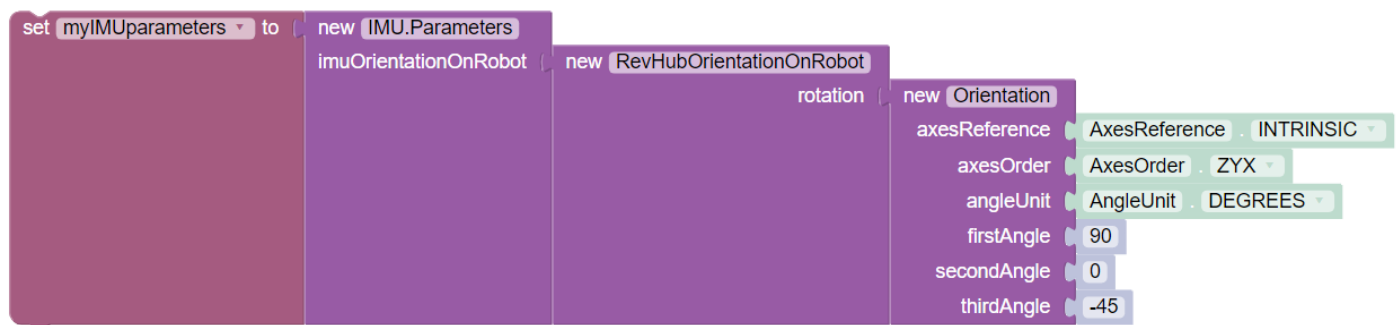 set myIMUparameters to new IMU.Parameters
imuOrientationOnRobot new RevHubOrientationOnRobot
rotation new Orientation
axesReference AxesReference . INTRINSIC
axesOrder AxesOrder . ZYX
angleUnit AngleUnit . DEGREES
firstAngle 90
secondAngle 0
thirdAngle -45